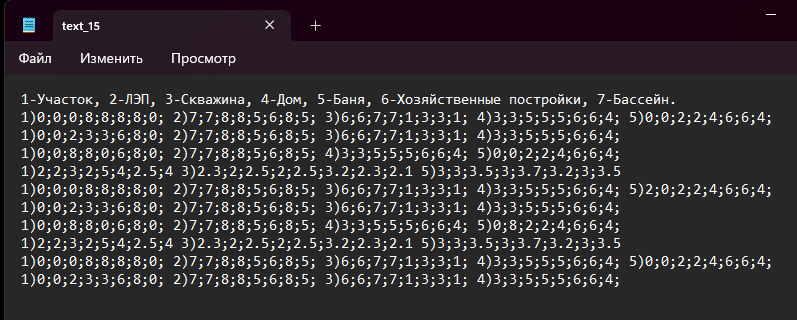 text_15
Файл Изменить Просмотр
1-Участок, 2-ЛЭП, 3-Скважина, 4-Дом, 5-Баня, 6-Хозяйственные постройки, 7-Бассейн.
1)0;0;0;8;8;8;8;0; 2)7;7;8;8;5;6;8;5; 3)6;6;7;7;1;3;3;1; 4)3;3;5;5;5;6;6;4; 5)0;0;2;2;4;6;6;4;
1)0;0;2;3;3;6;8;0; 2)7;7;8;8;5;6;8;5; 3)6;6;7;7;1;3;3;1; 4)3;3;5;5;5;6;6;4;
1)0;0;8;8;0;6;8;0; 2)7;7;8;8;5;6;8;5; 4)3;3;5;5;5;6;6;4; 5)0;0;2;2;4;6;6;4;
1)2;2;3;2;5;4;2.5;4 3)2.3;2;2.5;2;2.5;3.2;2.3;2.1 5)3;3;3.5;3;3.7;3.2;3;3.5
1)0;0;0;8;8;8;8;0; 2)7;7;8;8;5;6;8;5; 3)6;6;7;7;1;3;3;1; 4)3;3;5;5;5;6;6;4; 5)2;0;2;2;4;6;6;4;
1)0;0;2;3;3;6;8;0; 2)7;7;8;8;5;6;8;5; 3)6;6;7;7;1;3;3;1; 4)3;3;5;5;5;6;6;4;
1)0;0;8;8;0;6;8;0; 2)7;7;8;8;5;6;8;5; 4)3;3;5;5;5;6;6;4; 5)0;8;2;2;4;6;6;4;
1)2;2;3;2;5;4;2.5;4 3)2.3;2;2.5;2;2.5;3.2;2.3;2.1 5)3;3;3.5;3;3.7;3.2;3;3.5
1)0;0;0;8;8;8;8;0; 2)7;7;8;8;5;6;8;5; 3)6;6;7;7;1;3;3;1; 4)3;3;5;5;5;6;6;4; 5)0;0;2;2;4;6;6;4;
1)0;0;2;3;3;6;8;0; 2)7;7;8;8;5;6;8;5; 3)6;6;7;7;1;3;3;1; 4)3;3;5;5;5;6;6;4;